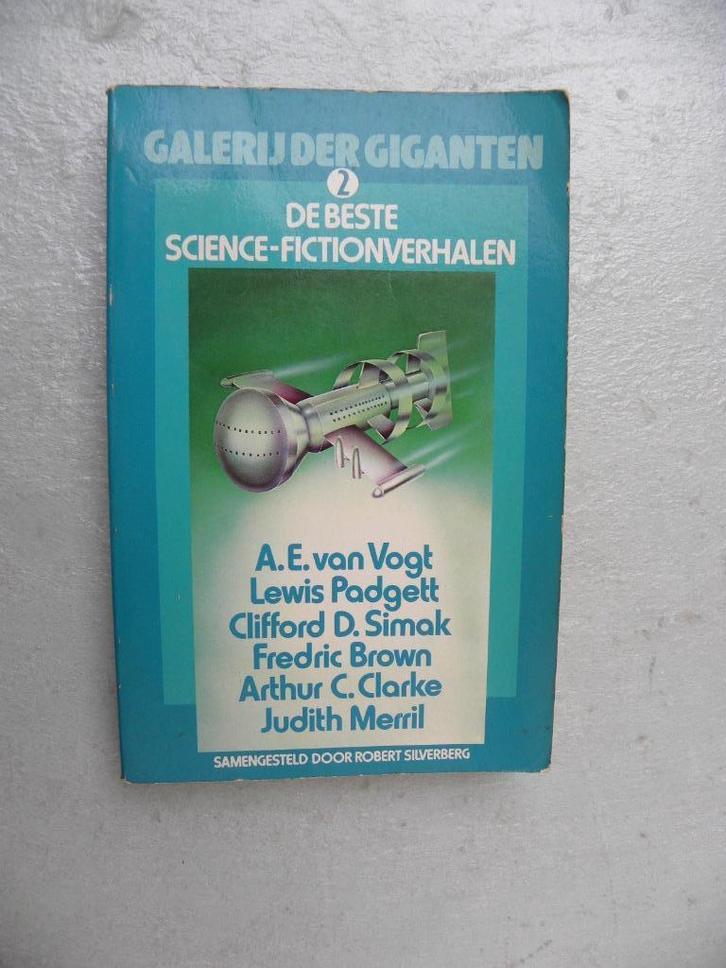 GALERIJ DER GIGANTEN
2
DE BESTE
SCIENCE-FICTIONVERHALEN
A.E. van Vogt
Lewis Padgett
Clifford D. Simak
Fredric Brown
Arthur C. Clarke
Judith Merril
SAMENGESTELD DOOR ROBERT SILVERBERG